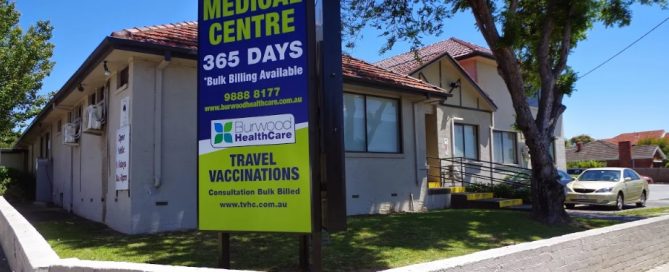 MEDICAL
CENTRE
365 DAYS
*Bulk Billing Available
9888 8177
www.burwoodhealthcare.com.au
Burwood
HealthCare
TRAVEL
VACCINATIONS
Consultation Bulk Billed
www.tvhc.com.au